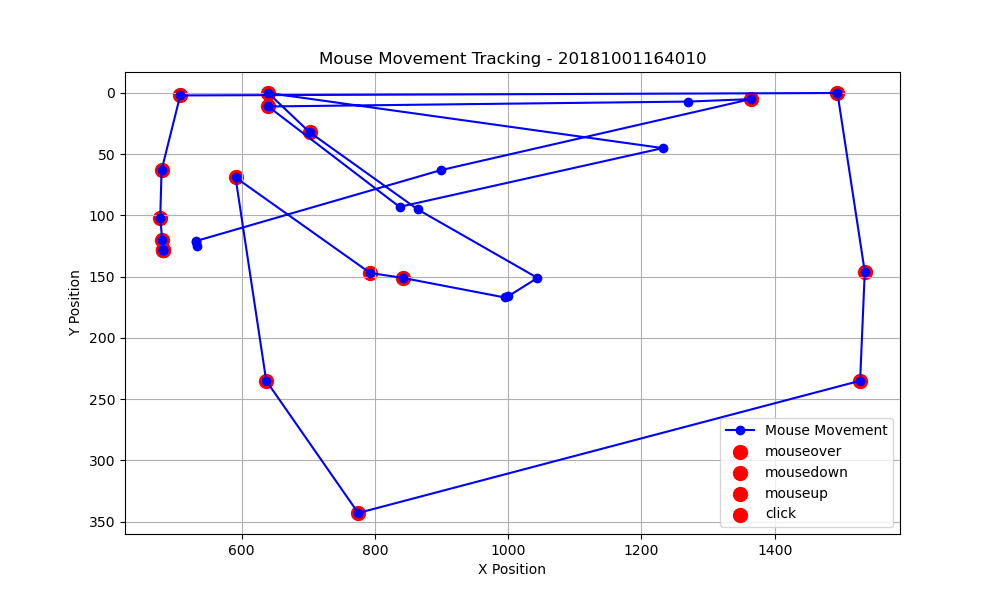 Mouse Movement Tracking - 20181001164010
0
50
100
150
200
250
300
350
Y Position
600
800
1000
1200
1400
X Position
Mouse Movement
mouseover
mousedown
mouseup
click